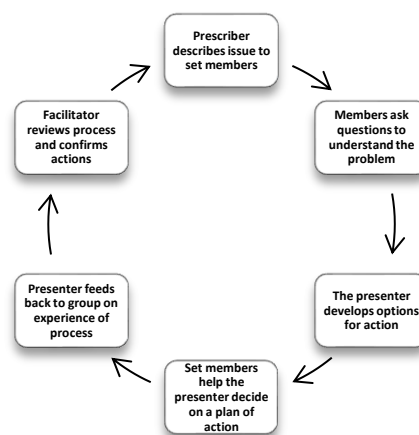 Prescriber
describes issue to
set members
Members ask
questions to
understand the
problem
The presenter
develops options
for action
Set members
help the
presenter decide
on a plan of
action
Presenter feeds
back to group on
experience of
process
Facilitator
reviews process
and confirms
actions